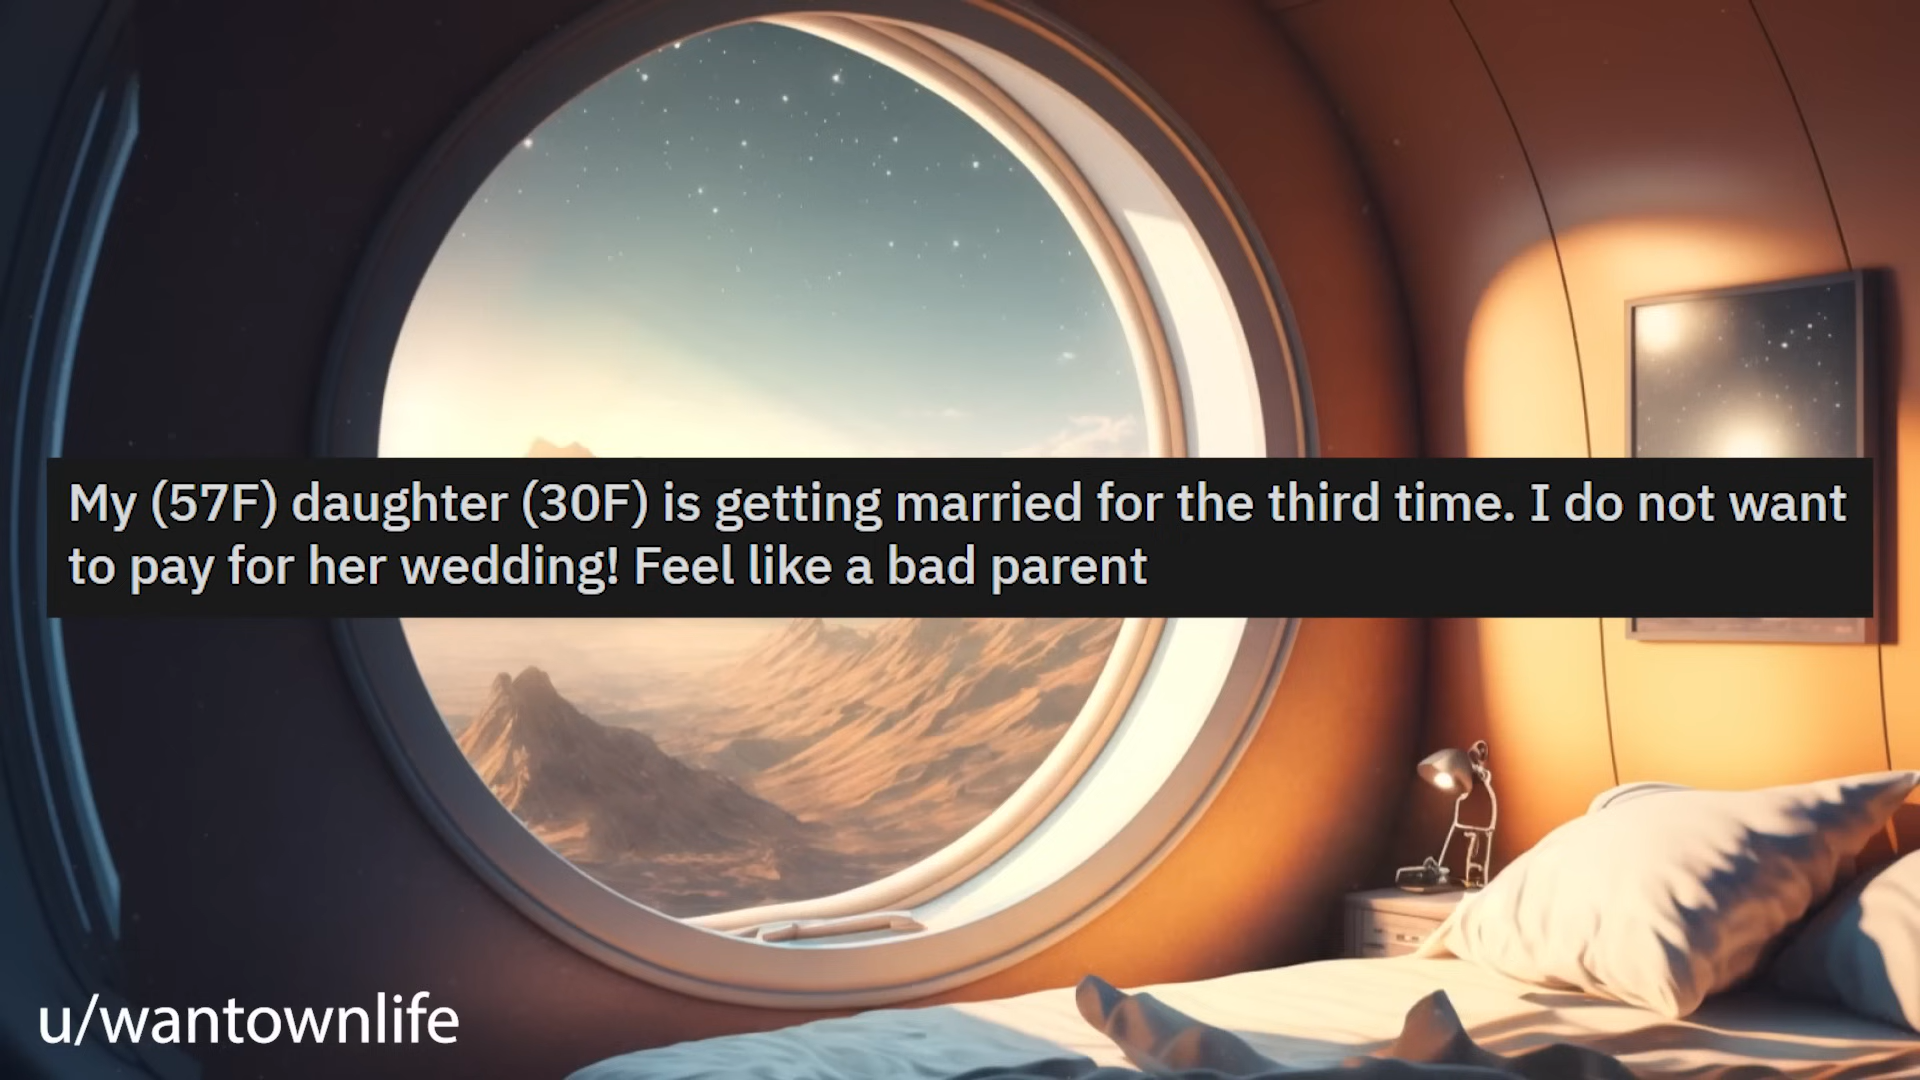 My (57F) daughter (30F) is getting married for the third time. I do not want
to pay for her wedding! Feel like a bad parent
u/wantownlife